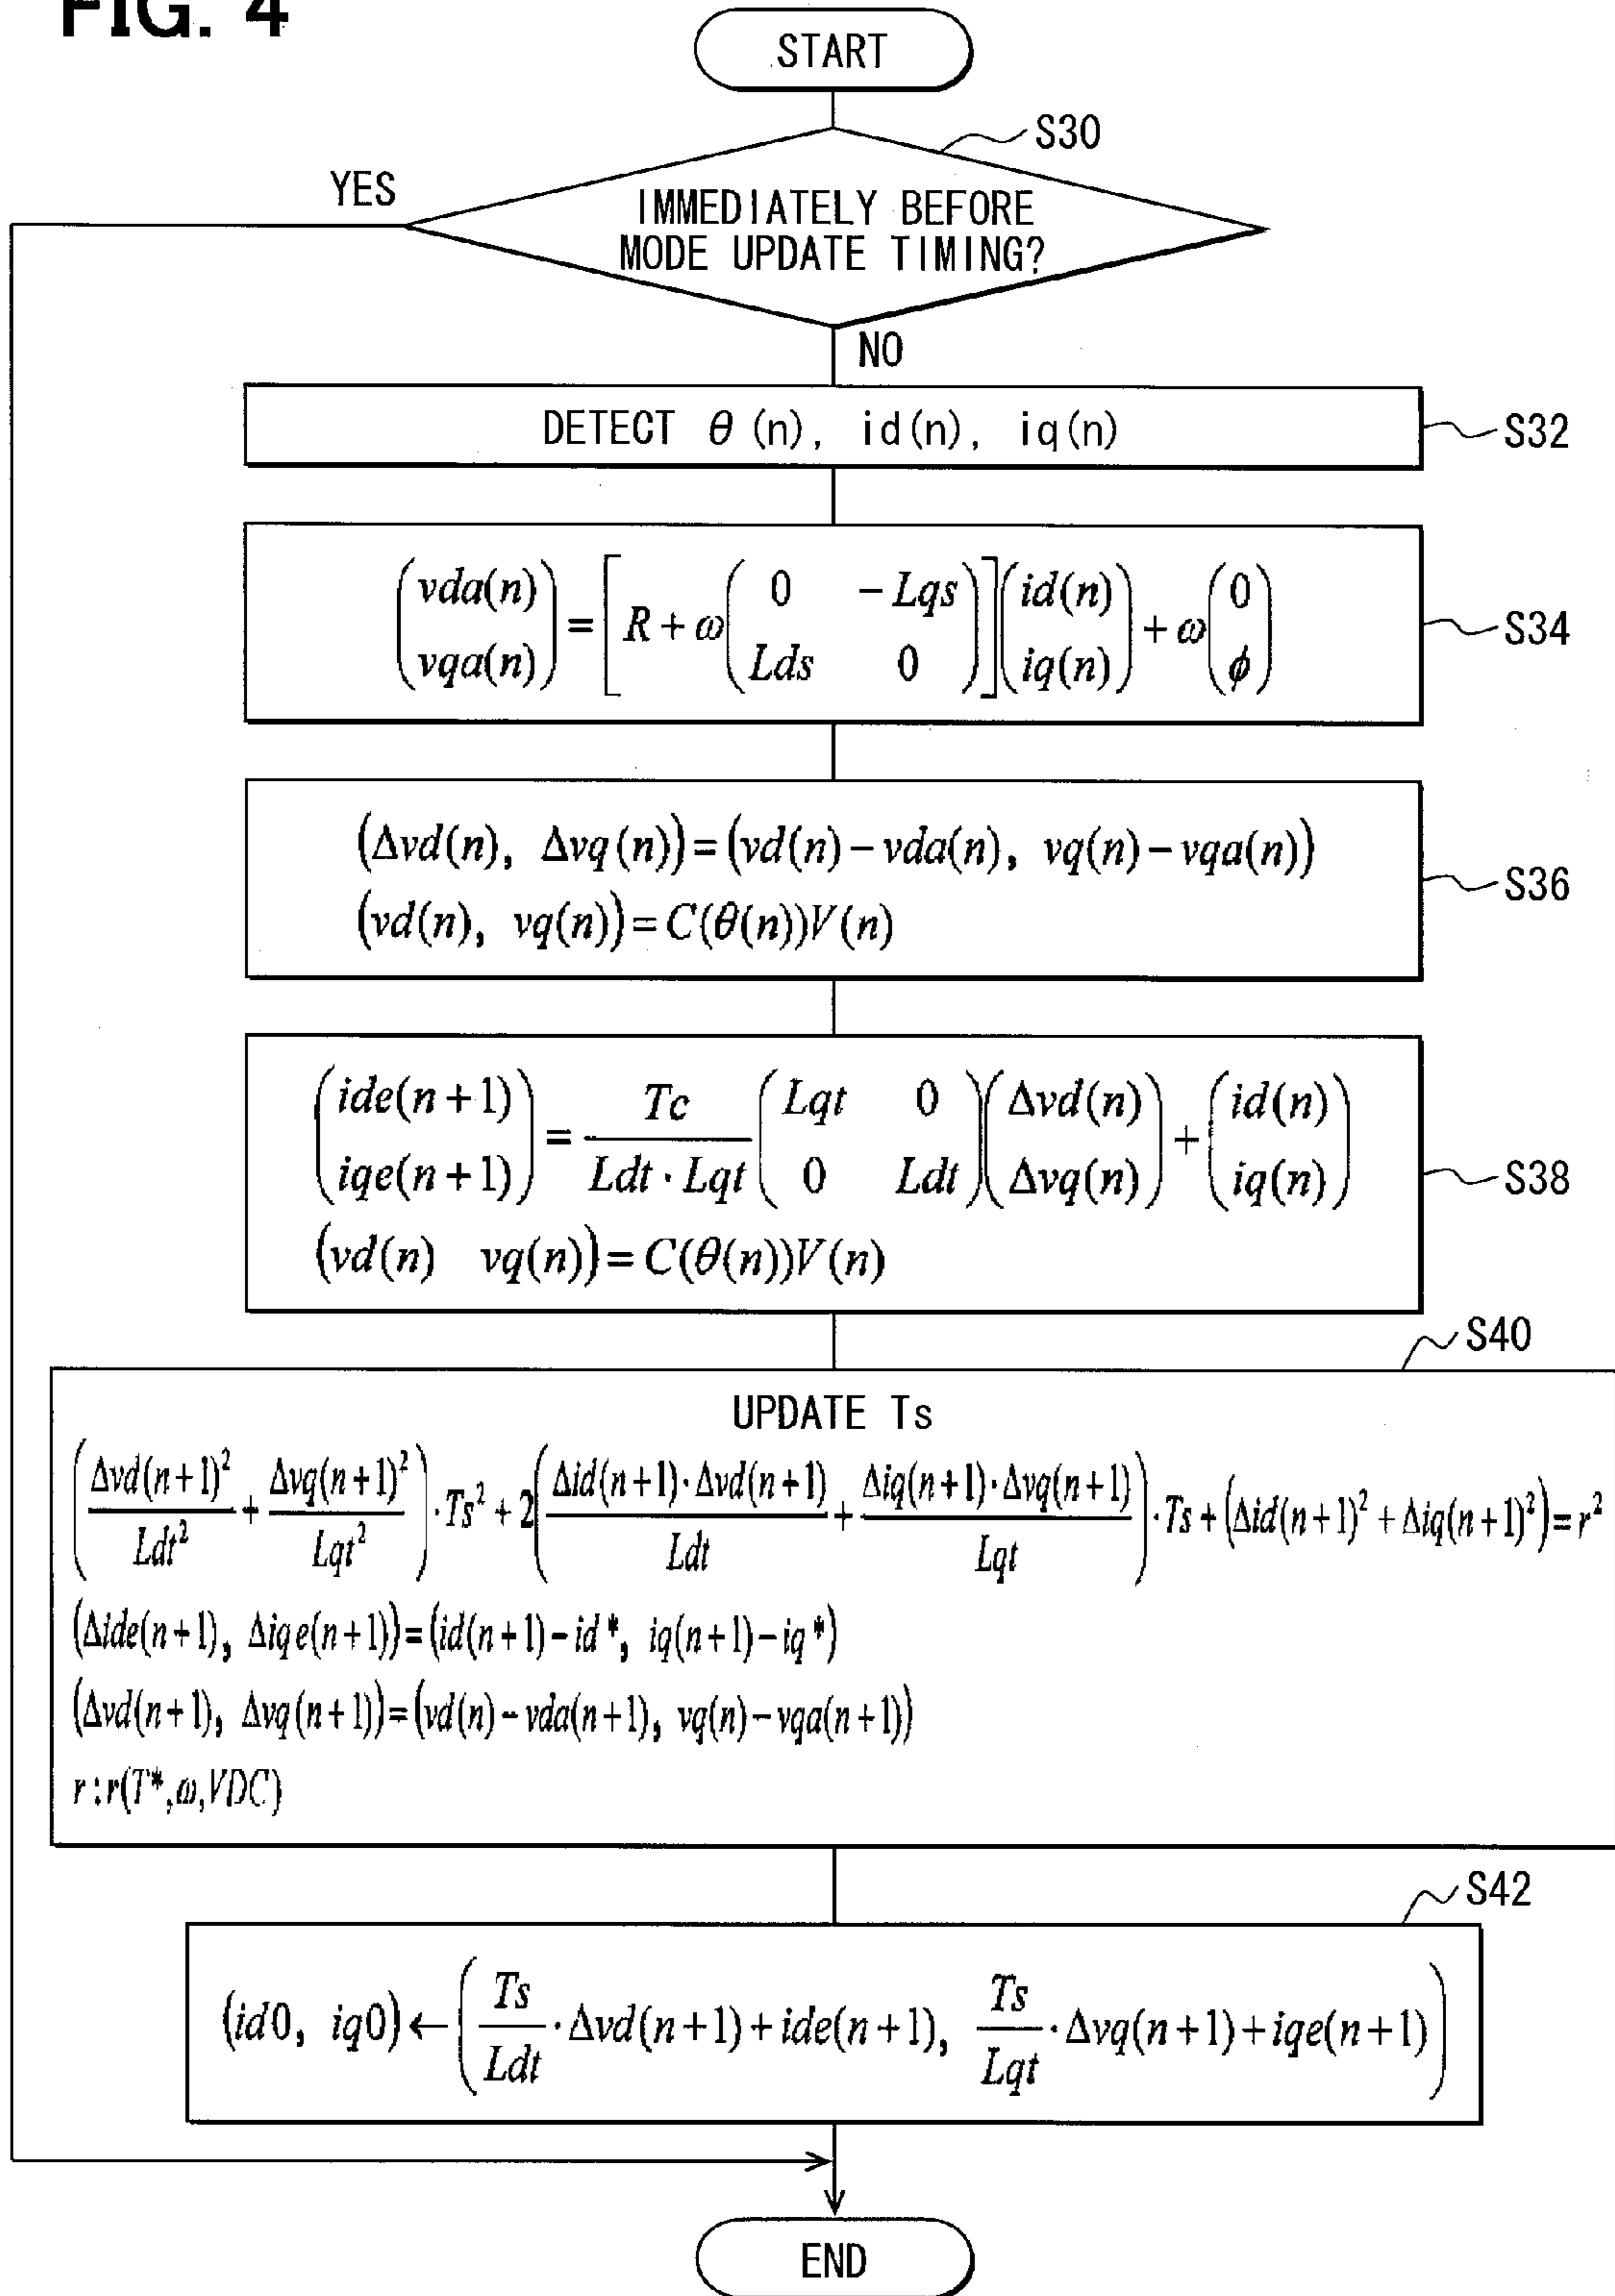 FIG. 4
START
S30
YES
IMMEDIATELY BEFORE
MODE UPDATE TIMING?
NO
DETECT θ(n), id(n), iq(n)
S32
(vda(n) vqa(n)) = [R + ω(0 −Lqs Lds 0)](id(n) iq(n)) + ω(0 φ)
S34
(Δvd(n), Δvq(n)) = (vd(n) − vda(n), vq(n) − vqa(n))
(vd(n), vq(n)) = C(θ(n))V(n)
S36
(ide(n+1) iqe(n+1)) = Tc / Ldt · Lqt (Lqt 0 0 Ldt)(Δvd(n) Δvq(n)) + (id(n) iq(n))
(vd(n) vq(n)) = C(θ(n))V(n)
S38
S40
UPDATE Ts
(Δvd(n+1)² / Ldt² + Δvq(n+1)² / Lqt²) · Ts² + 2(Δid(n+1) · Δvd(n+1) / Ldt + Δiq(n+1) · Δvq(n+1) / Lqt) · Ts + (Δid(n+1)² + Δiq(n+1)²) = r²
(Δide(n+1), Δiqe(n+1)) = (id(n+1) − id*, iq(n+1) − iq*)
(Δvd(n+1), Δvq(n+1)) = (vd(n) − vda(n+1), vq(n) − vqa(n+1))
r : r(T*, ω, VDC)
S42
(id0, iq0) ← (Ts / Ldt · Δvd(n+1) + ide(n+1), Ts / Lqt · Δvq(n+1) + iqe(n+1))
END